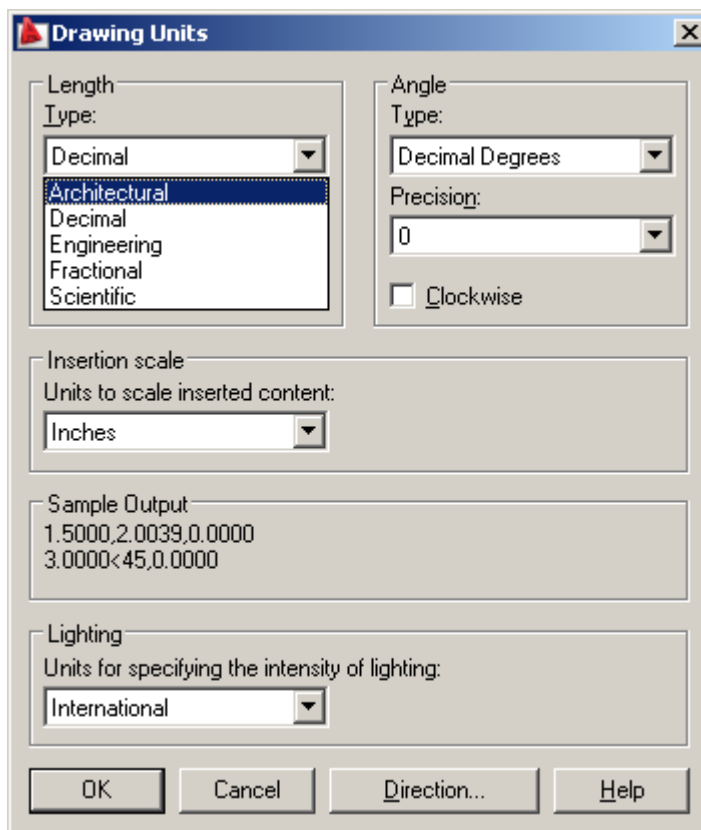 Drawing Units
Length
Type:
Decimal
Architectural
Decimal
Engineering
Fractional
Scientific
Angle
Type:
Decimal Degrees
Precision:
0
Clockwise
Insertion scale
Units to scale inserted content:
Inches
Sample Output
1.5000,2.0039,0.0000
3.0000<45,0.0000
Lighting
Units for specifying the intensity of lighting:
International
OK
Cancel
Direction...
Help